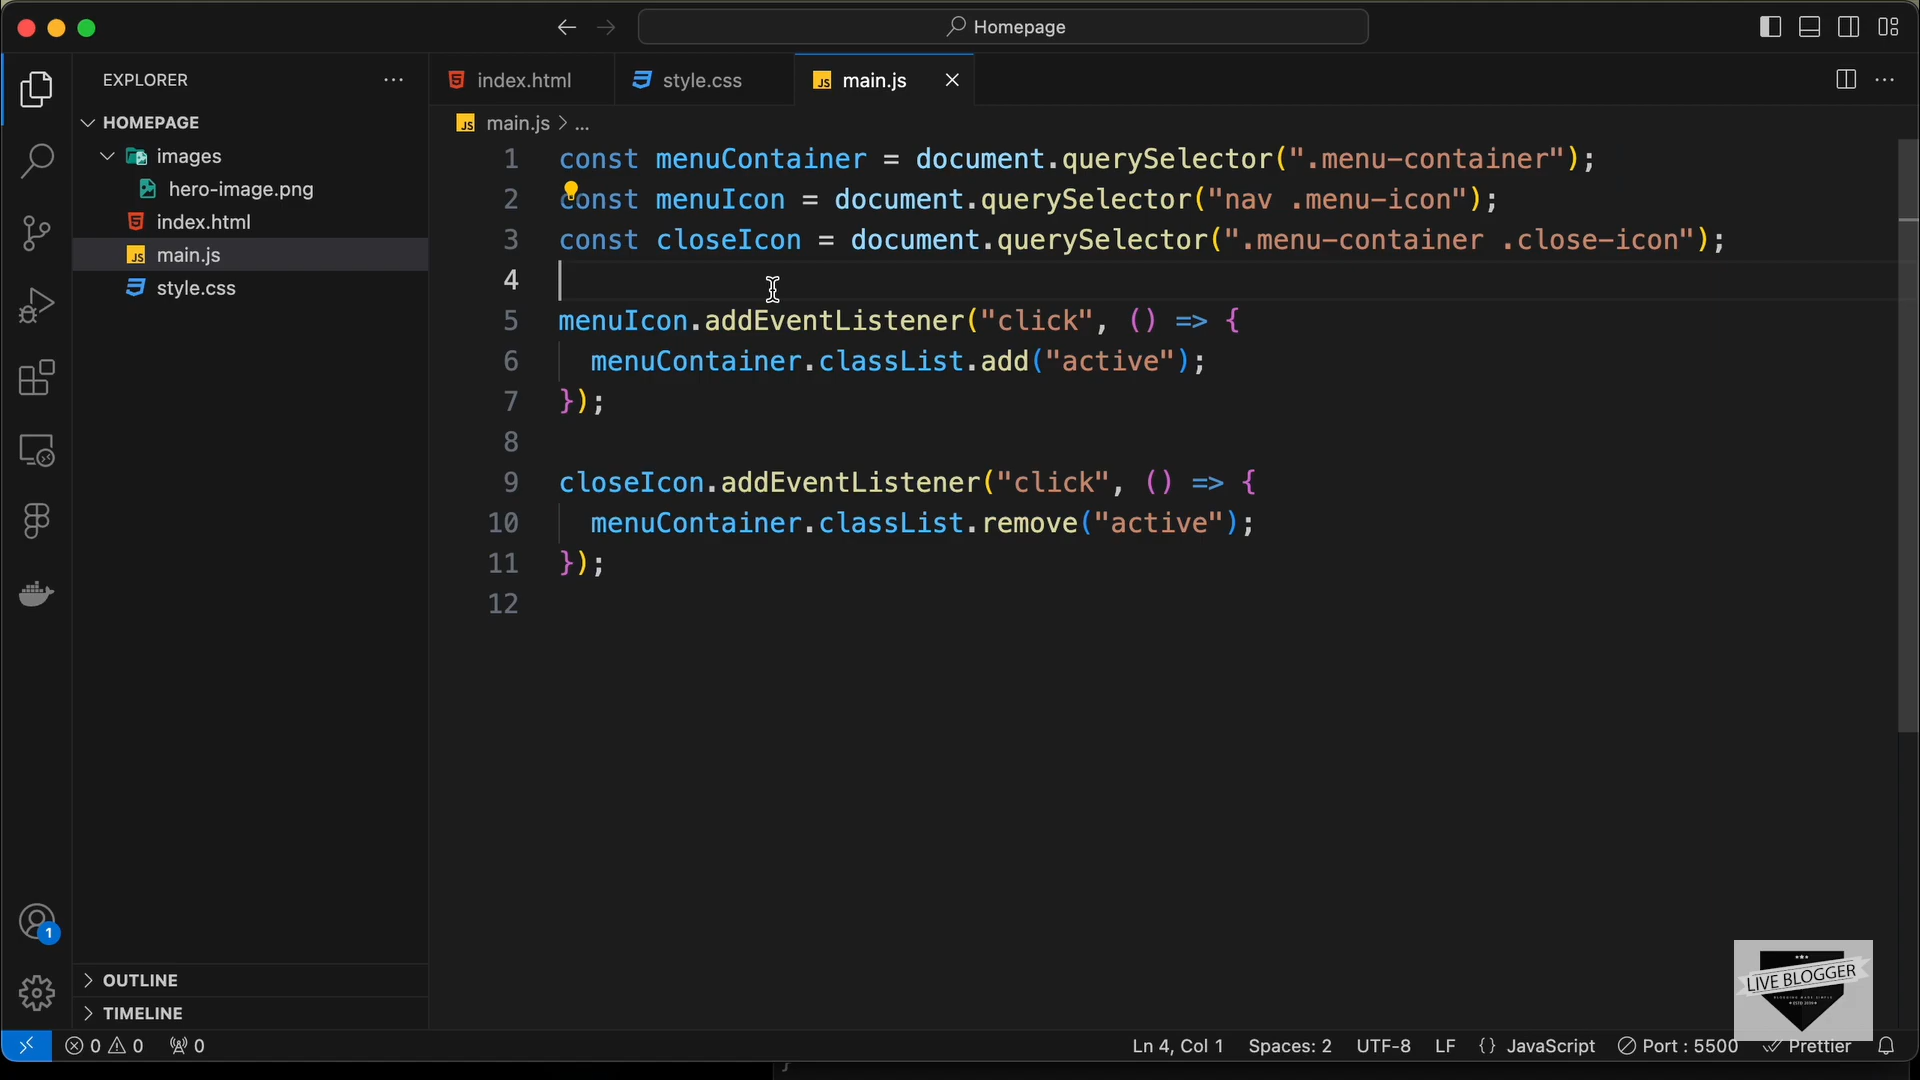 Homepage
EXPLORER
index.html
style.css
JS main.js
HOMEPAGE
JS main.js > ...
images
hero-image.png
index.html
JS main.js
style.css
1 const menuContainer = document.querySelector(".menu-container");
2 const menuIcon = document.querySelector("nav .menu-icon");
3 const closeIcon = document.querySelector(".menu-container .close-icon");
4
5 menuIcon.addEventListener("click", () => {
6 menuContainer.classList.add("active");
7 });
8
9 closeIcon.addEventListener("click", () => {
10 menuContainer.classList.remove("active");
11 });
12
1
OUTLINE
TIMELINE
LIVE BLOGGER
0 0 0
Ln 4, Col 1 Spaces: 2 UTF-8 LF {} JavaScript Port : 5500 Prettier